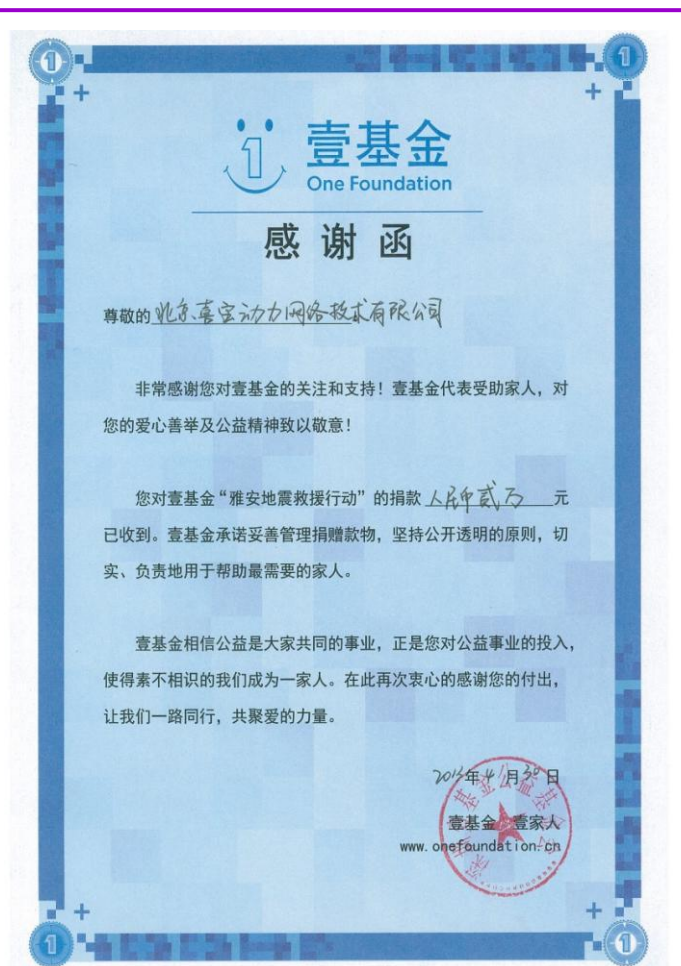 壹基金
One Foundation
感谢函
尊敬的 北京喜宝动力网络技术有限公司
非常感谢您对壹基金的关注和支持！壹基金代表受助家人，对
您的爱心善举及公益精神致以敬意！
您对壹基金“雅安地震救援行动”的捐款 人民币贰万 元
已收到。壹基金承诺妥善管理捐赠款物，坚持公开透明的原则，切
实、负责地用于帮助最需要的家人。
壹基金相信公益是大家共同的事业，正是您对公益事业的投入，
使得素不相识的我们成为一家人。在此再次衷心的感谢您的付出，
让我们一路同行，共聚爱的力量。
2013年4月30日
壹基金 壹家人
www.onefoundation.cn